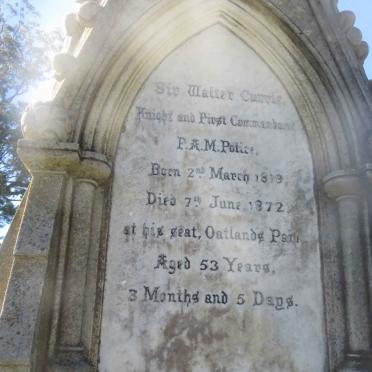 Sir Walter Currie,
Knight and First Commandant
F.A.M. Police,
Born 2nd March 1819,
Died 7th June, 1872,
at his seat, Oatlands Park
Aged 53 Years,
3 Months and 5 Days.